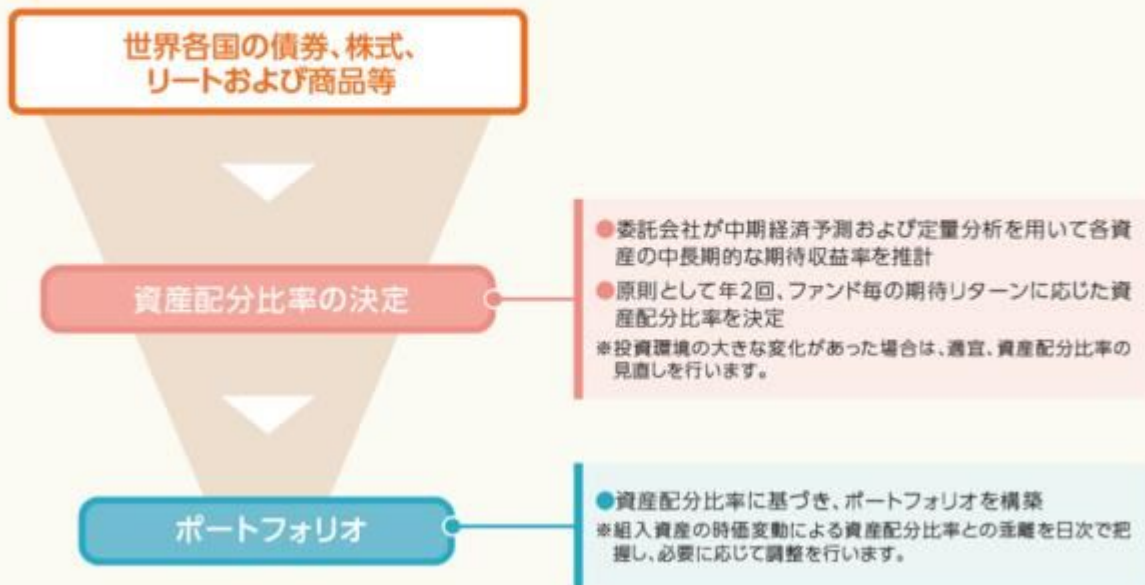 世界各国の債券、株式、
リートおよび商品等
資産配分比率の決定
●委託会社が中期経済予測および定量分析を用いて各資
産の中長期的な期待収益率を推計
●原則として年2回、ファンド毎の期待リターンに応じた資
産配分比率を決定
※投資環境の大きな変化があった場合は、適宜、資産配分比率の
見直しを行います。
ポートフォリオ
●資産配分比率に基づき、ポートフォリオを構築
※組入資産の時価変動による資産配分比率との乖離を日次で把
握し、必要に応じて調整を行います。